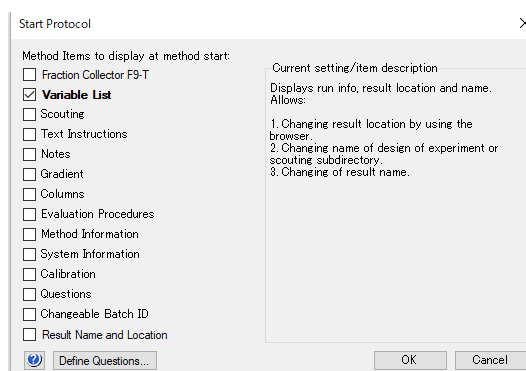 Start Protocol
Method Items to display at method start:
Fraction Collector F9-T
Variable List
Scouting
Text Instructions
Notes
Gradient
Columns
Evaluation Procedures
Method Information
System Information
Calibration
Questions
Changeable Batch ID
Result Name and Location
Current setting/item description
Displays run info, result location and name.
Allows:
1. Changing result location by using the
browser.
2. Changing name of design of experiment or
scouting subdirectory.
3. Changing of result name.
Define Questions...
OK
Cancel